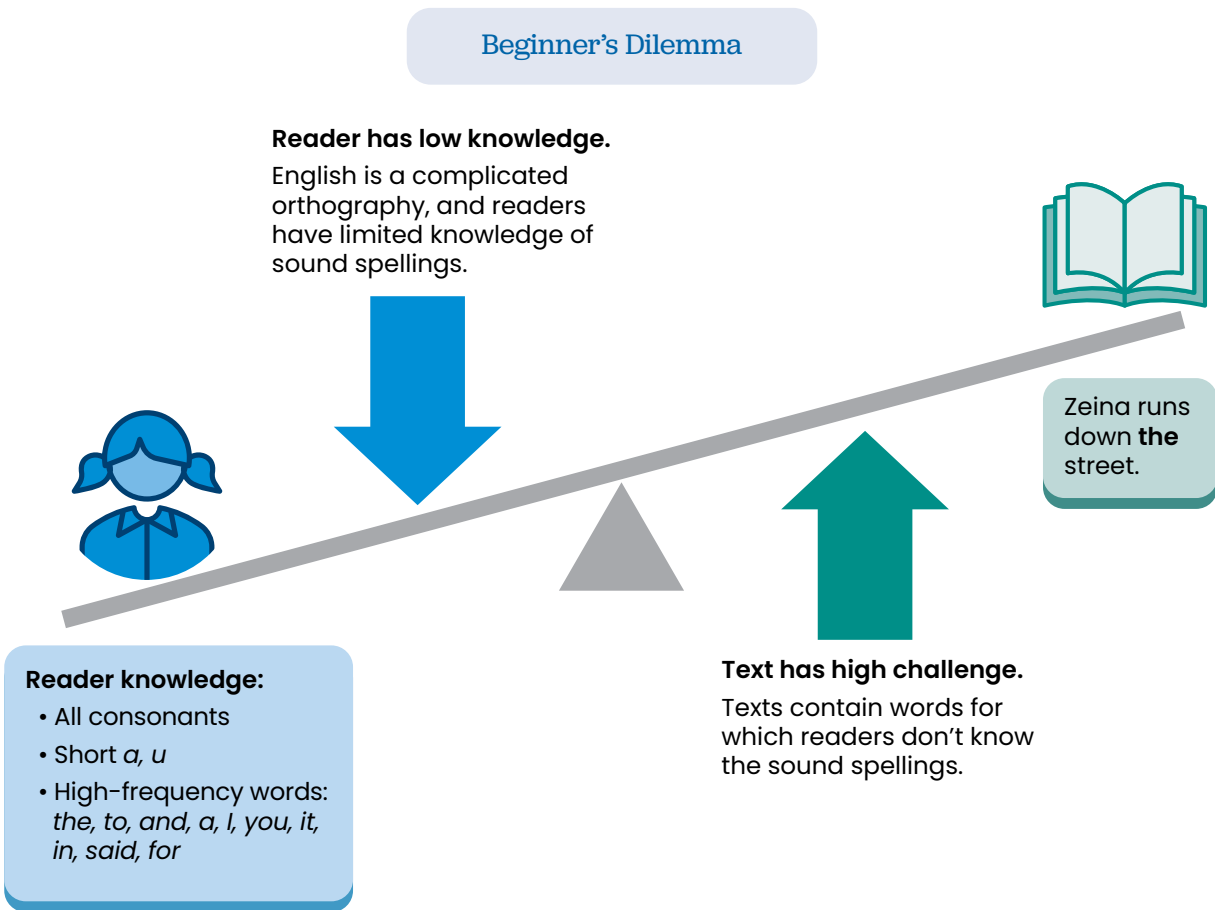 Beginner’s Dilemma
Reader has low knowledge.
English is a complicated
orthography, and readers
have limited knowledge of
sound spellings.
Zeina runs
down the
street.
Reader knowledge:
• All consonants
• Short a, u
• High-frequency words:
the, to, and, a, I, you, it,
in, said, for
Text has high challenge.
Texts contain words for
which readers don’t know
the sound spellings.